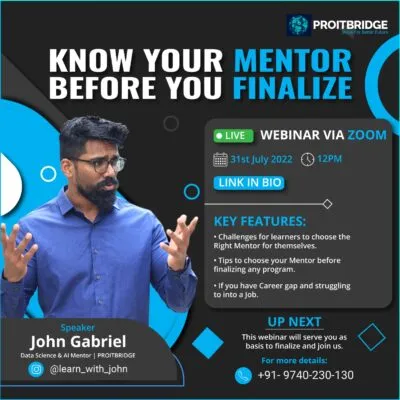 PROITBRIDGE
KNOW YOUR MENTOR
BEFORE YOU FINALIZE
LIVE WEBINAR VIA ZOOM
31st July 2022 12PM
LINK IN BIO
KEY FEATURES:
• Challenges for learners to choose the
Right Mentor for themselves.
• Tips to choose your Mentor before
finalizing any program.
• if you have Career gap and struggling
to into a Job.
Speaker
John Gabriel
Data Science & AI Mentor | PROITBRIDGE
@learn_with_john
UP NEXT
This webinar will serve you as
basis to finalize and join us.
For more details:
+91- 9740-230-130